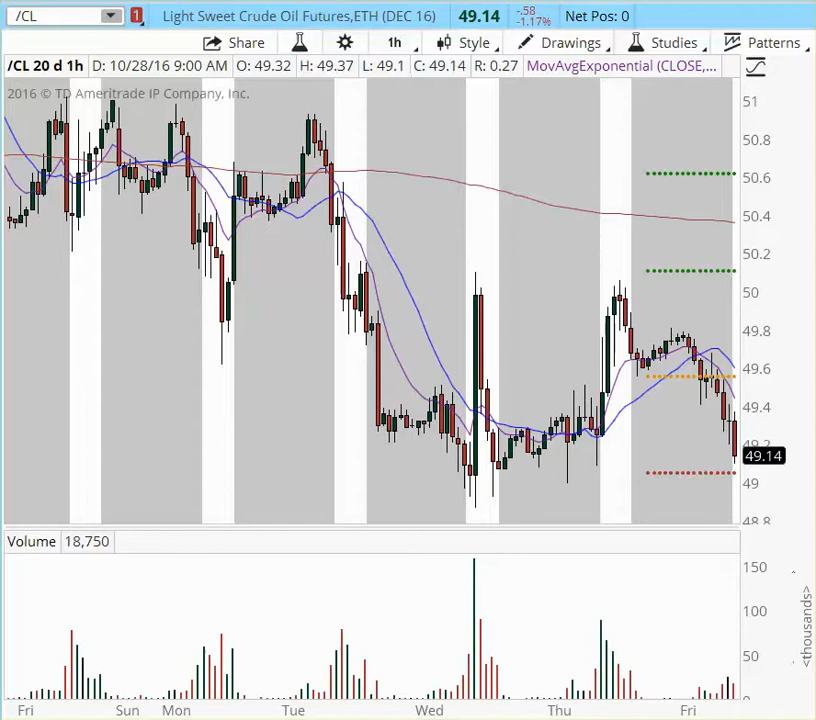 /CL 1 Light Sweet Crude Oil Futures,ETH (DEC 16) 49.14 -.58 -1.17% Net Pos: 0
Share 1h Style Drawings Studies Patterns
/CL 20 d 1h D: 10/28/16 9:00 AM O: 49.32 H: 49.37 L: 49.1 C: 49.14 R: 0.27 MovAvgExponential (CLOSE,...
2016 © TD Ameritrade IP Company, Inc.
51
50.8
50.6
50.4
50.2
50
49.8
49.6
49.4
49.2
49.14
49
48.8
Volume 18,750
150
100
50
0
<thousands>
Fri Sun Mon Tue Wed Thu Fri